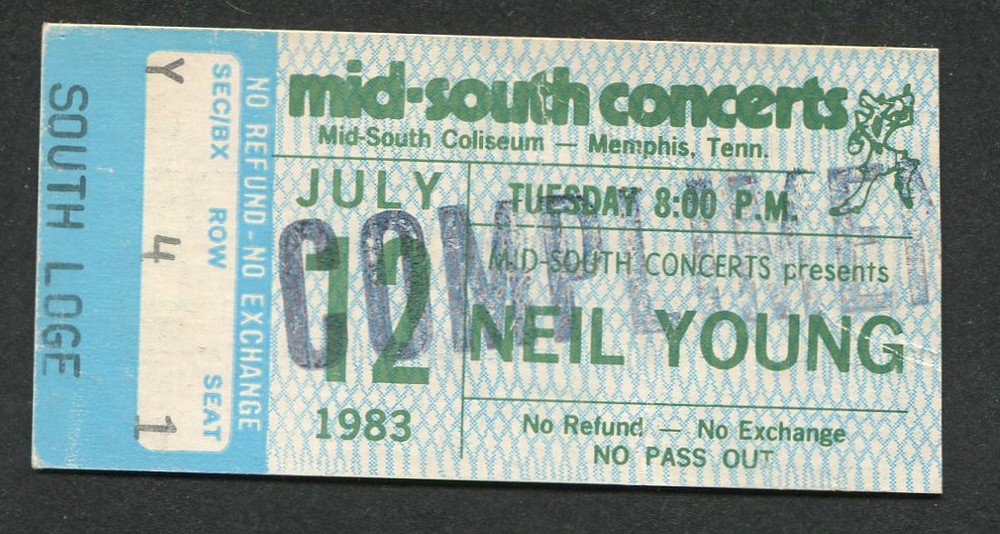 SOUTH LOGE
Y 4 1
SEC/BX ROW SEAT
NO REFUND - NO EXCHANGE
mid-south concerts
Mid-South Coliseum — Memphis, Tenn.
JULY
12
1983
TUESDAY 8:00 P.M.
MID-SOUTH CONCERTS presents
NEIL YOUNG
No Refund — No Exchange
NO PASS OUT